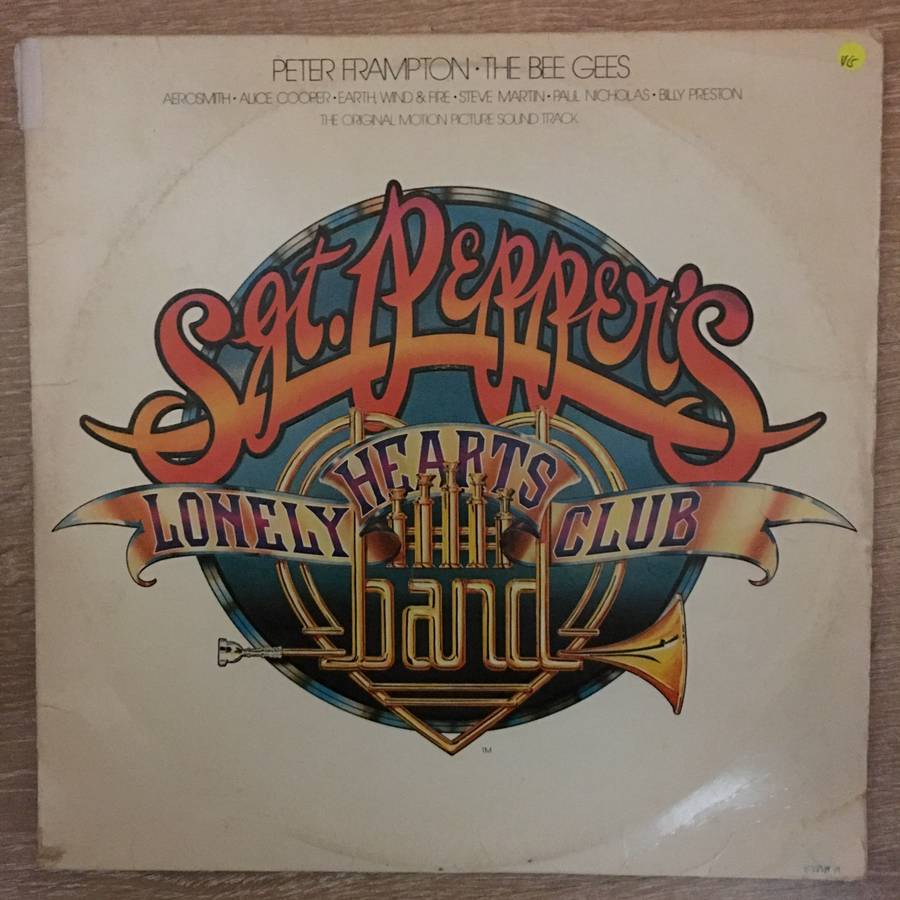 PETER FRAMPTON • THE BEE GEES
VG
AEROSMITH • ALICE COOPER • EARTH, WIND & FIRE • STEVE MARTIN • PAUL NICHOLAS • BILLY PRESTON
THE ORIGINAL MOTION PICTURE SOUND TRACK
Sgt. Pepper's
LONELY HEARTS CLUB
band
TM